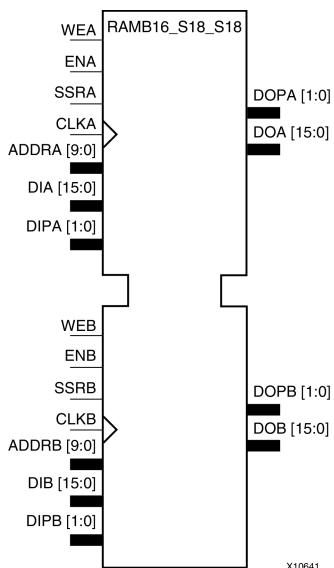 RAMB16_S18_S18
WEA
ENA
SSRA
CLKA
ADDRA [9:0]
DIA [15:0]
DIPA [1:0]
DOPA [1:0]
DOA [15:0]
WEB
ENB
SSRB
CLKB
ADDRB [9:0]
DIB [15:0]
DIPB [1:0]
DOPB [1:0]
DOB [15:0]
X10641